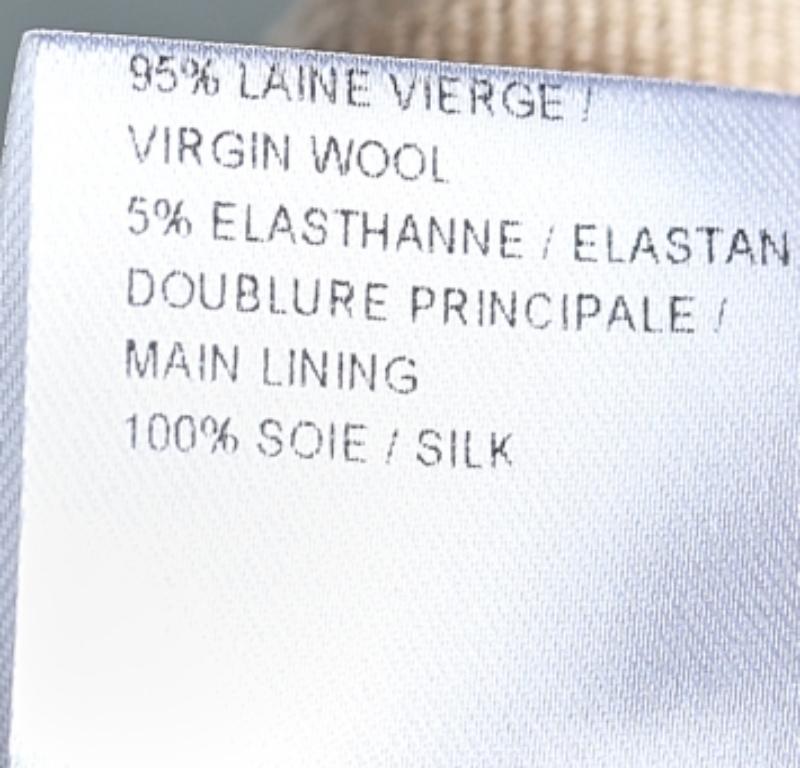 95% LAINE VIERGE /
VIRGIN WOOL
5% ELASTHANNE / ELASTAN
DOUBLURE PRINCIPALE /
MAIN LINING
100% SOIE / SILK